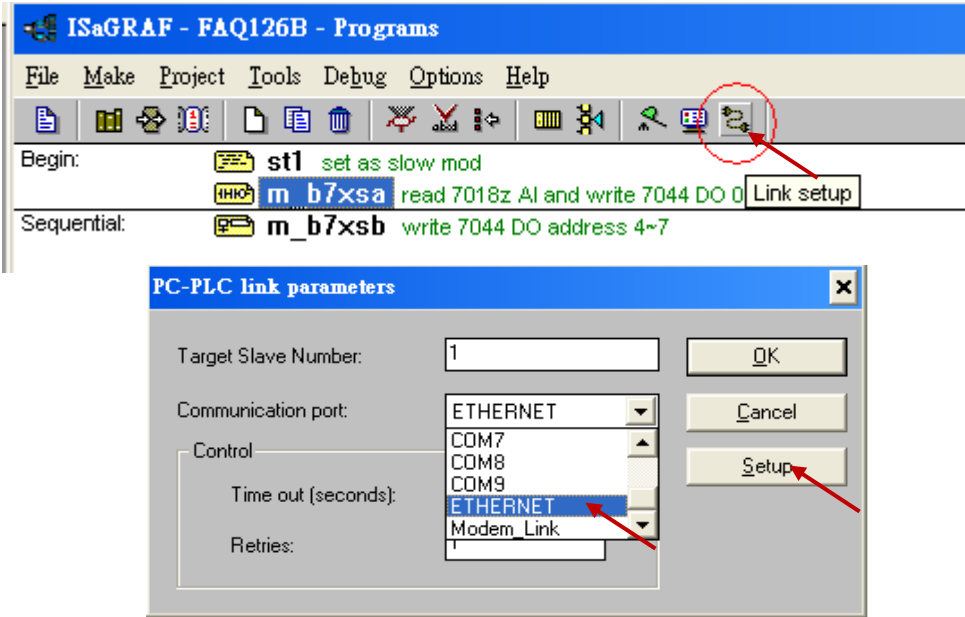 ISaGRAF - FAQ126B - Programs
File Make Project Tools Debug Options Help
Begin: st1 set as slow mod
m_b7xsa read 7018z AI and write 7044 DO 0
Link setup
Sequential: m_b7xsb write 7044 DO address 4~7
PC-PLC link parameters
Target Slave Number: 1 OK
Communication port: ETHERNET Cancel
COM7
Control COM8 Setup
COM9
Time out (seconds): ETHERNET
Modem_Link
Retries: